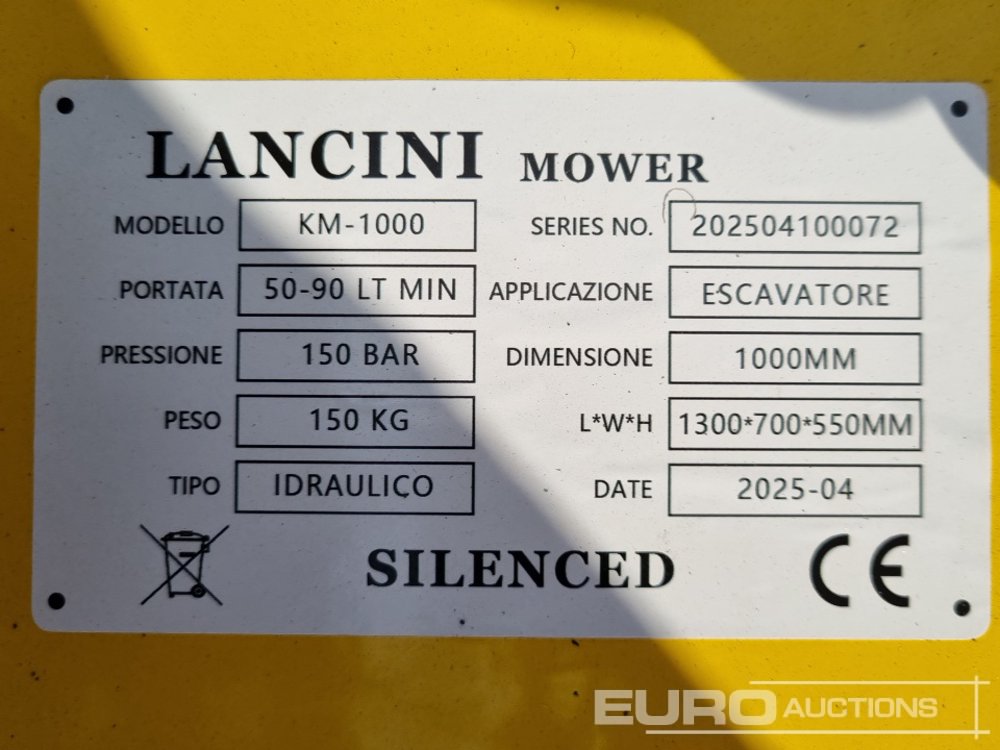 LANCINI MOWER
MODELLO KM-1000 SERIES NO. 202504100072
PORTATA 50-90 LT MIN APPLICAZIONE ESCAVATORE
PRESSIONE 150 BAR DIMENSIONE 1000MM
PESO 150 KG L*W*H 1300*700*550MM
TIPO IDRAULICO DATE 2025-04
SILENCED CE
EURO AUCTIONS